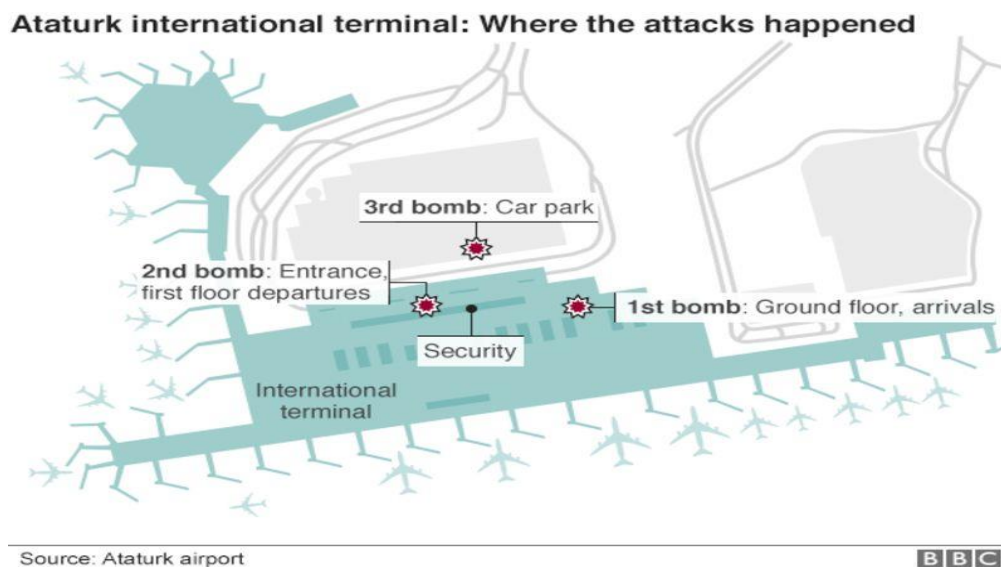 Ataturk international terminal: Where the attacks happened
3rd bomb: Car park
2nd bomb: Entrance,
first floor departures
1st bomb: Ground floor, arrivals
Security
International
terminal
Source: Ataturk airport
BBC